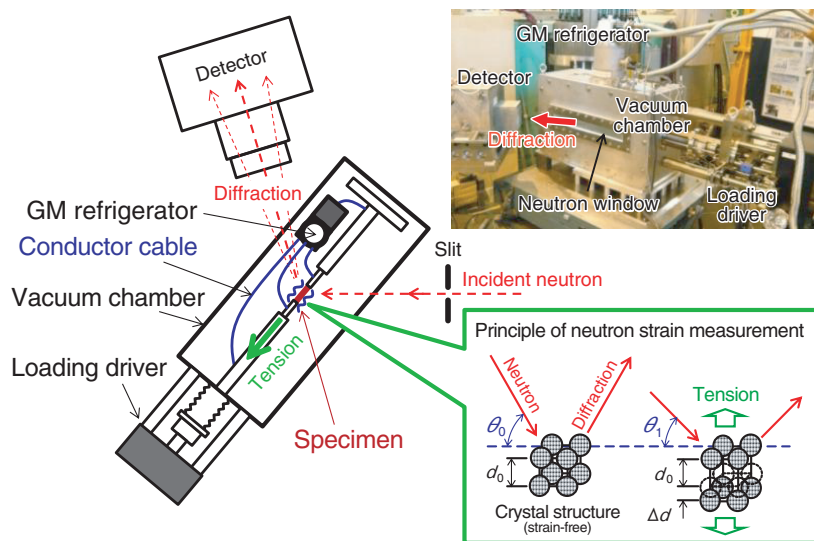 Detector
Diffraction
GM refrigerator
Conductor cable
Vacuum chamber
Loading driver
Tension
Specimen
Slit
Incident neutron
GM refrigerator
Detector
Vacuum
chamber
Diffraction
Neutron window
Loading
driver
Principle of neutron strain measurement
Neutron
Diffraction
θ0
d0
Crystal structure
(strain-free)
Tension
θ1
d0
Δd